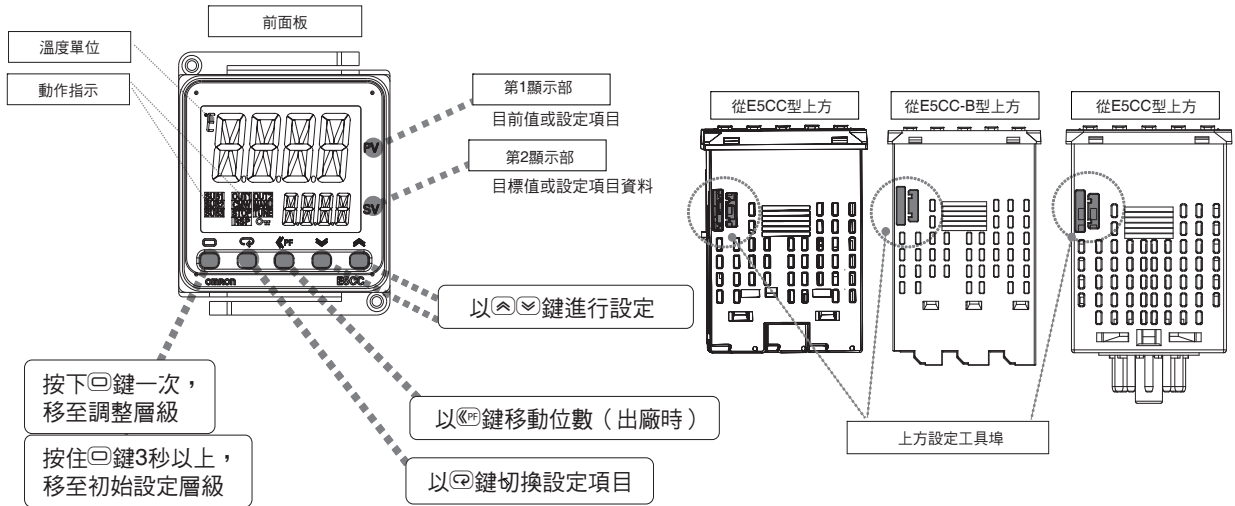 前面板
溫度單位
動作指示
第1顯示部
目前值或設定項目
第2顯示部
目標值或設定項目資料
PV
SV
PF
omron
E5CC
以鍵進行設定
按下鍵一次，
移至調整層級
按住鍵3秒以上，
移至初始設定層級
以PF鍵移動位數（出廠時）
以鍵切換設定項目
從E5CC型上方
從E5CC-B型上方
從E5CC型上方
上方設定工具埠